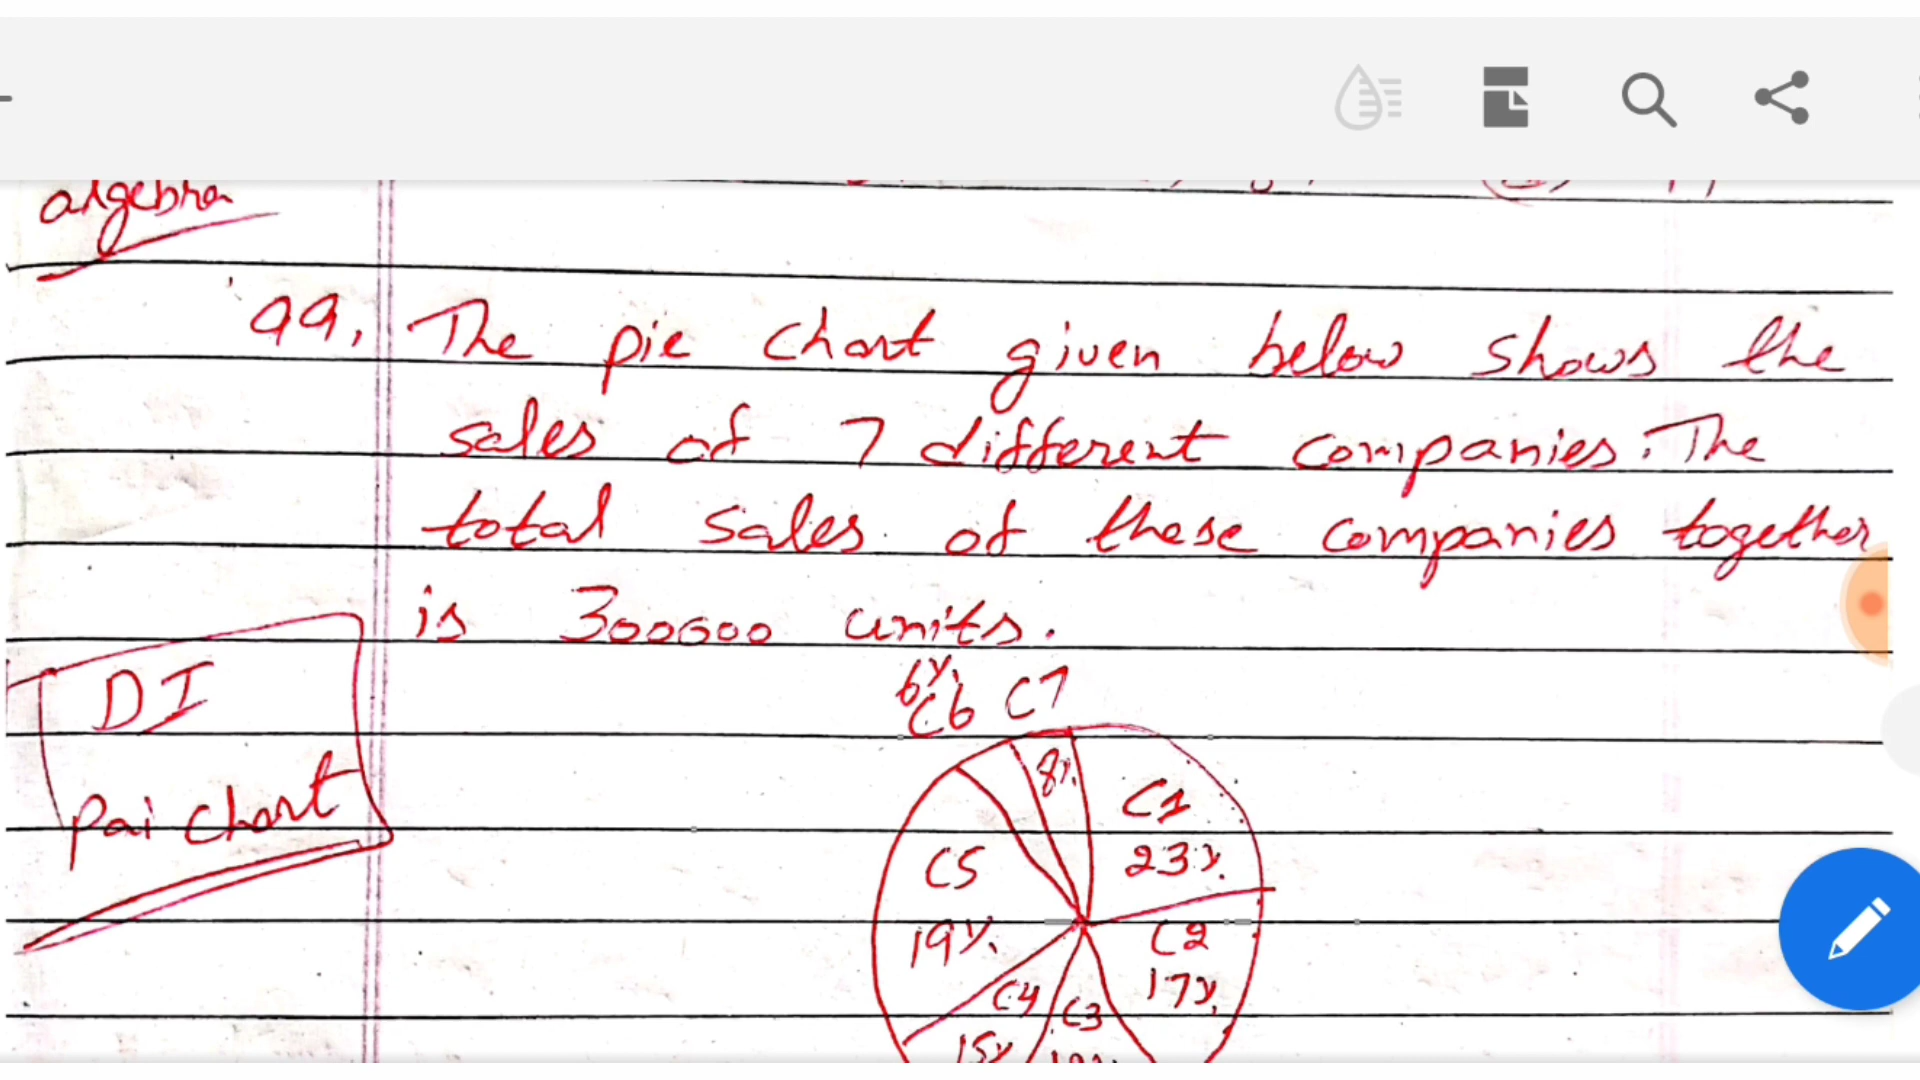 algebra
99, The pie chart given below shows the
sales of 7 different companies. The
total sales of these companies together
is 300000 units.
DI
Pai chart
6% C6 C7
8%
C1
23%
C5
19%
C2
17%
C4 C3
15%